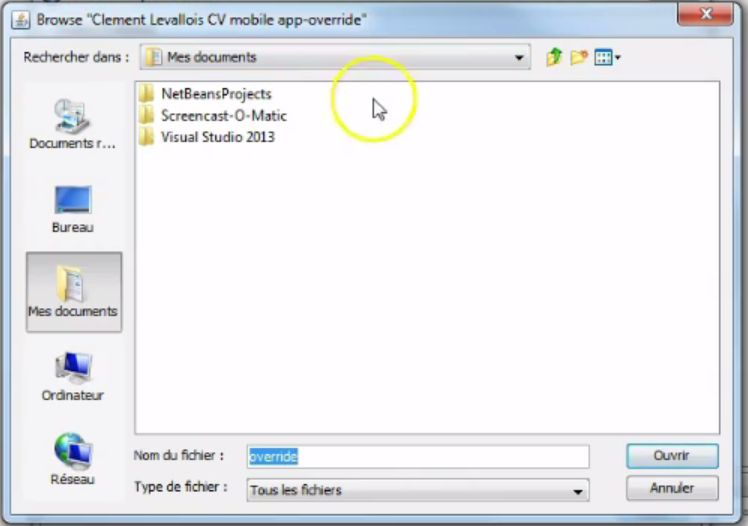 Browse "Clement Levallois CV mobile app-override"
Rechercher dans : Mes documents
NetBeansProjects
Screencast-O-Matic
Visual Studio 2013
Documents r...
Bureau
Mes documents
Ordinateur
Réseau
Nom du fichier : override Ouvrir
Type de fichier : Tous les fichiers Annuler